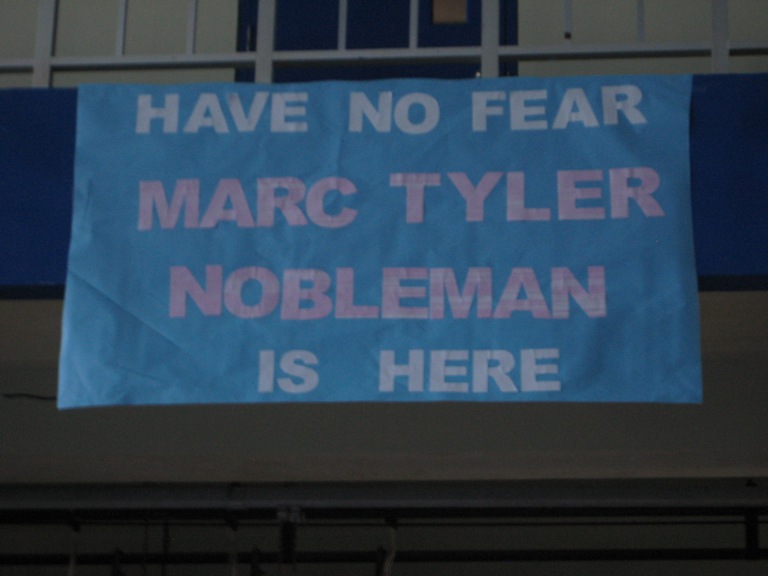 HAVE NO FEAR
MARC TYLER
NOBLEMAN
IS HERE